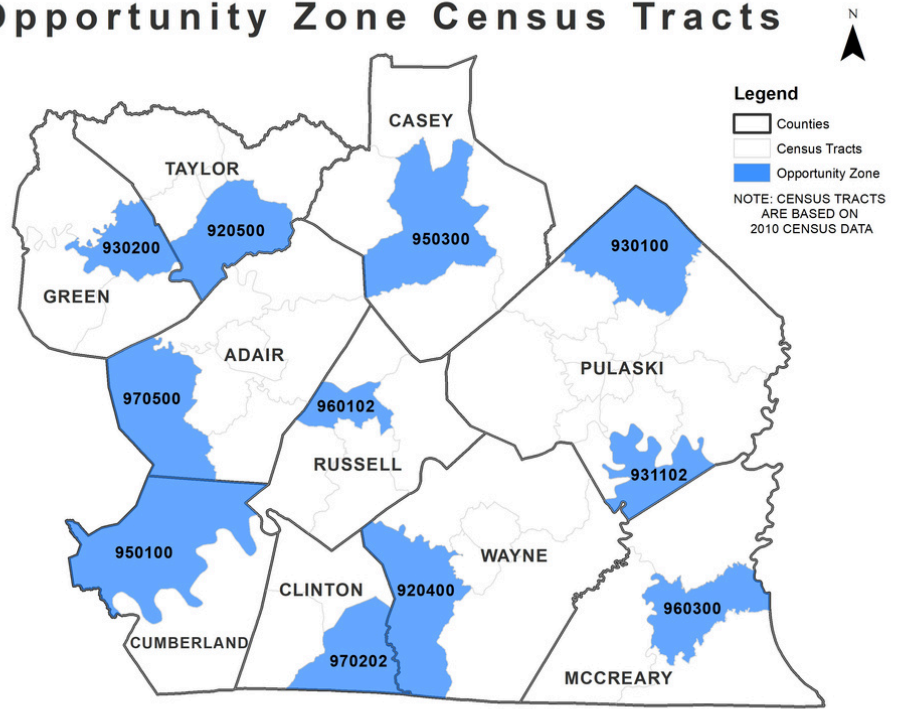 pportunity Zone Census Tracts
N
Legend
Counties
Census Tracts
Opportunity Zone
NOTE: CENSUS TRACTS
ARE BASED ON
2010 CENSUS DATA
CASEY
TAYLOR
920500
930200
950300
930100
GREEN
ADAIR
PULASKI
970500
960102
RUSSELL
931102
950100
WAYNE
CLINTON
920400
960300
CUMBERLAND
970202
MCCREARY